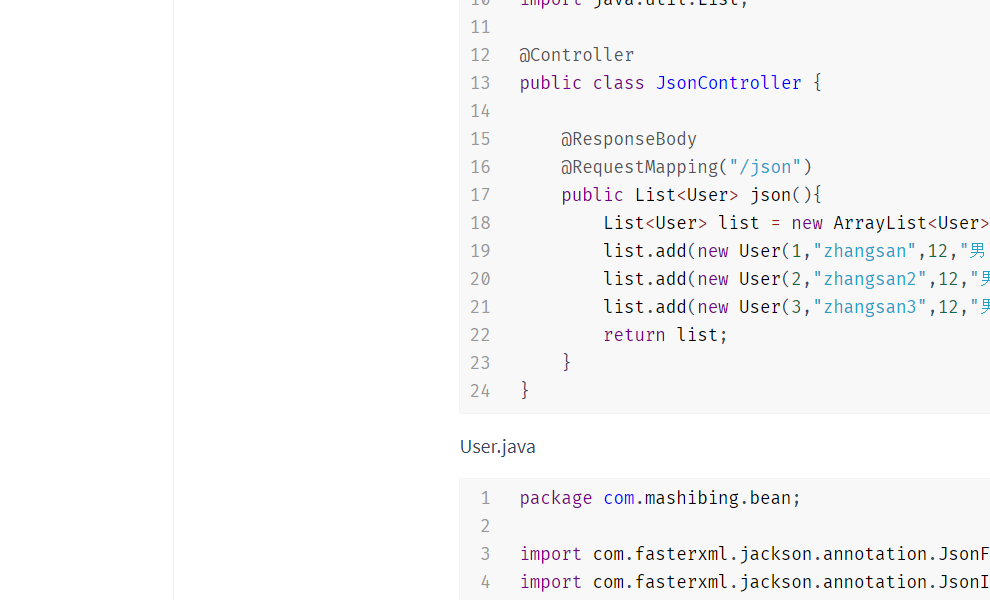 10 import java.util.List;
11
12 @Controller
13 public class JsonController {
14
15     @ResponseBody
16     @RequestMapping("/json")
17     public List<User> json(){
18         List<User> list = new ArrayList<User>
19         list.add(new User(1,"zhangsan",12,"男
20         list.add(new User(2,"zhangsan2",12,"男
21         list.add(new User(3,"zhangsan3",12,"男
22         return list;
23     }
24 }
User.java
1 package com.mashibing.bean;
2
3 import com.fasterxml.jackson.annotation.JsonF
4 import com.fasterxml.jackson.annotation.JsonI